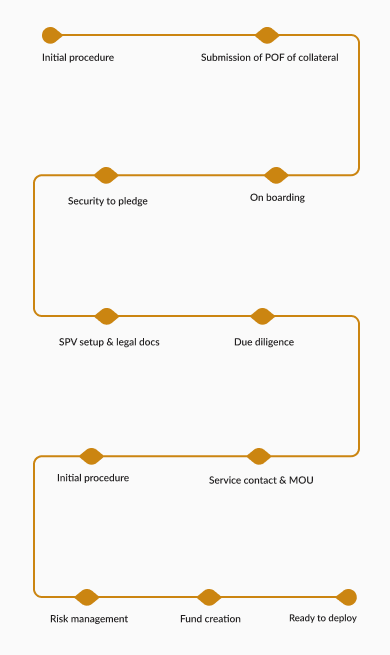 Initial procedure
Submission of POF of collateral
Security to pledge
On boarding
SPV setup & legal docs
Due diligence
Initial procedure
Service contact & MOU
Risk management
Fund creation
Ready to deploy